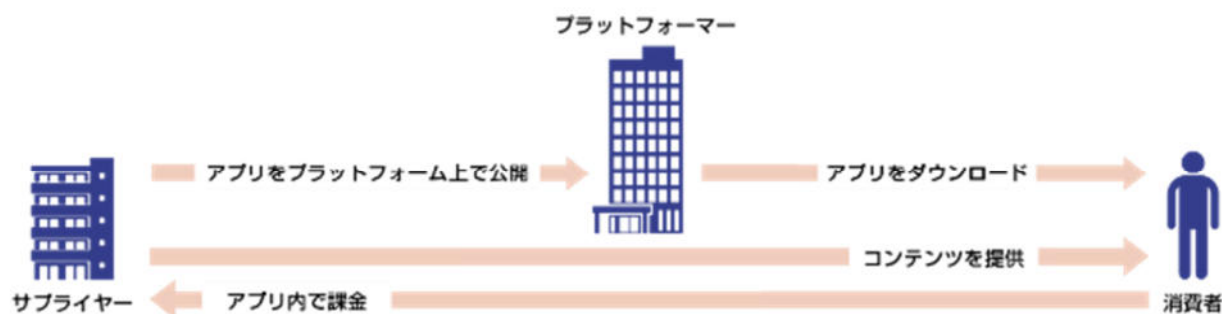 プラットフォーマー
アプリをプラットフォーム上で公開
アプリをダウンロード
コンテンツを提供
サプライヤー
アプリ内で課金
消費者